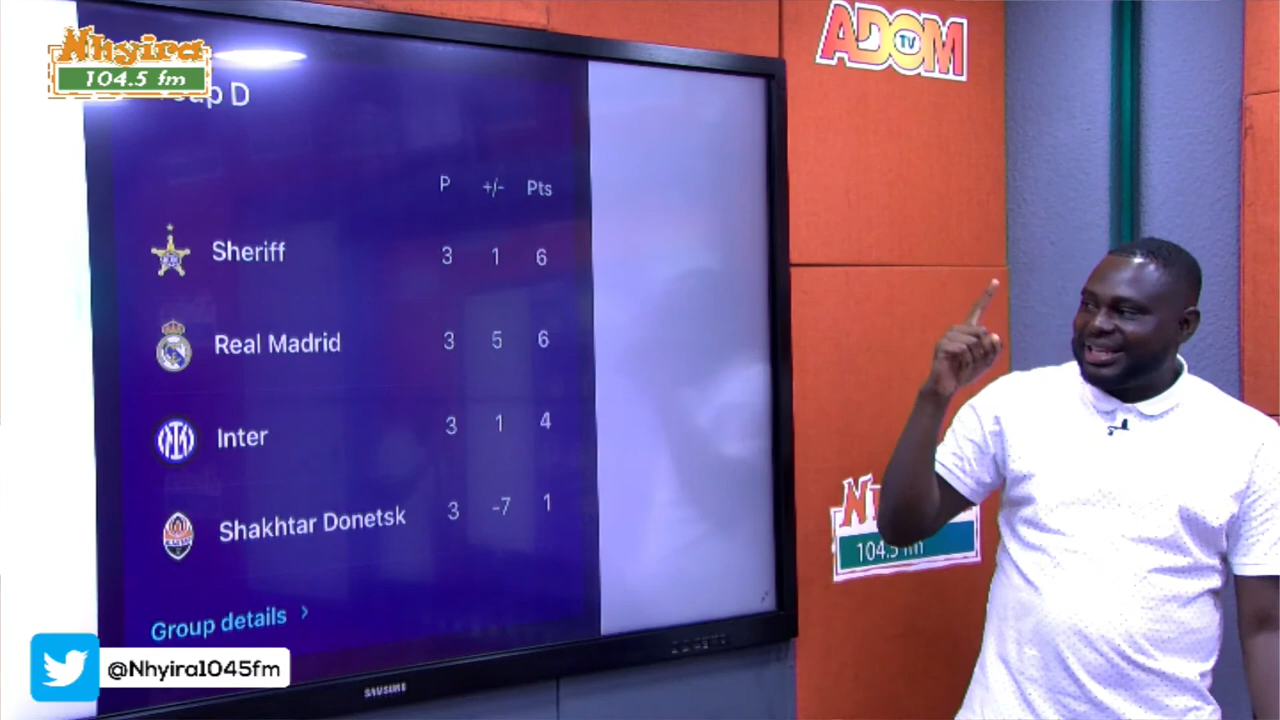 Nhyira
104.5 fm
Group D
ADOM
TV
P +/- Pts
Sheriff 3 1 6
Real Madrid 3 5 6
Inter 3 1 4
Shakhtar Donetsk 3 -7 1
Group details >
104.5 fm
@Nhyira1045fm
SAMSUNG